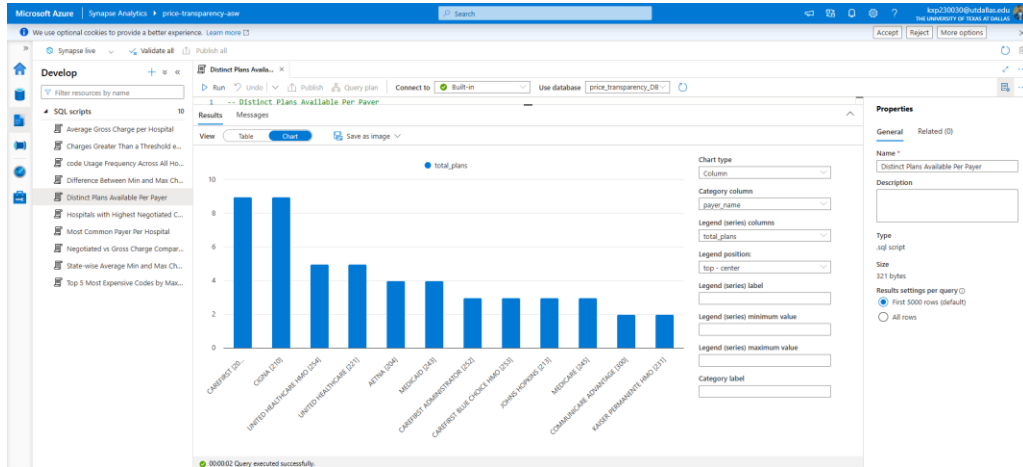 Microsoft Azure | Synapse Analytics ▸ price-transparency-asw
Search
kxp230030@utdallas.edu
THE UNIVERSITY OF TEXAS AT DALLAS
We use optional cookies to provide a better experience. Learn more
Accept Reject More options
Synapse live Validate all Publish all
Develop
Filter resources by name
SQL scripts 10
Average Gross Charge per Hospital
Charges Greater Than a Threshold e...
code Usage Frequency Across All Ho...
Difference Between Min and Max Ch...
Distinct Plans Available Per Payer
Hospitals with Highest Negotiated C...
Most Common Payer Per Hospital
Negotiated vs Gross Charge Compar...
State-wise Average Min and Max Ch...
Top 5 Most Expensive Codes by Max...
Distinct Plans Availa...
Run Undo Publish Query plan Connect to Built-in Use database price_transparency_DB
1 -- Distinct Plans Available Per Payer
Results Messages
View Table Chart Save as image
total_plans
10
8
6
4
2
0
CAREFIRST [20...
CIGNA [210]
UNITED HEALTHCARE HMO [254]
UNITED HEALTHCARE [221]
AETNA [204]
MEDICAID [243]
CAREFIRST ADMINISTRATOR [252]
CAREFIRST BLUE CHOICE HMO [253]
JOHNS HOPKINS [213]
MEDICARE [245]
COMMUNICARE ADVANTAGE [300]
KAISER PERMANENTE HMO [231]
Chart type
Column
Category column
payer_name
Legend (series) columns
total_plans
Legend position:
top - center
Legend (series) label
Legend (series) minimum value
Legend (series) maximum value
Category label
00:00:02 Query executed successfully.
Properties
General Related (0)
Name *
Distinct Plans Available Per Payer
Description
Type
.sql script
Size
321 bytes
Results settings per query
First 5000 rows (default)
All rows